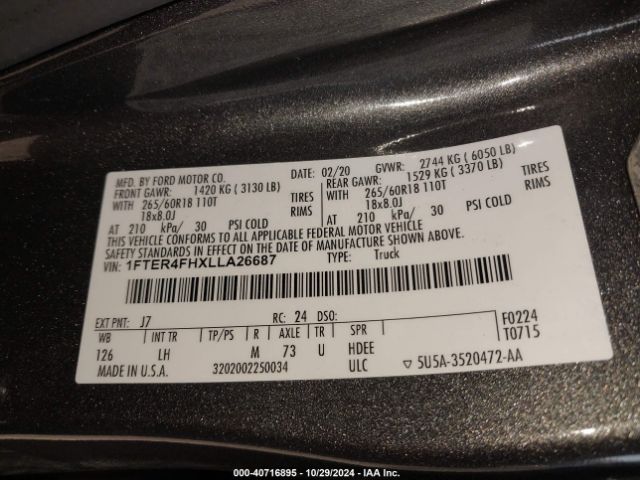 MFD. BY FORD MOTOR CO.
DATE: 02/20 GVWR: 2744 KG ( 6050 LB)
FRONT GAWR: 1420 KG ( 3130 LB) REAR GAWR: 1529 KG ( 3370 LB)
WITH 265/60R18 110T TIRES WITH 265/60R18 110T TIRES
18x8.0J RIMS 18x8.0J RIMS
AT 210 kPa/ 30 PSI COLD AT 210 kPa/ 30 PSI COLD
THIS VEHICLE CONFORMS TO ALL APPLICABLE FEDERAL MOTOR VEHICLE
SAFETY STANDARDS IN EFFECT ON THE DATE OF MANUFACTURE SHOWN ABOVE.
VIN: 1FTER4FHXLLA26687 TYPE: Truck
EXT PNT: J7 RC: 24 DSO: F0224
WB INT TR TP/PS R AXLE TR SPR T0715
126 LH M 73 U HDEE
MADE IN U.S.A. 3202002250034 ULC ▽ 5U5A-3520472-AA
000-40716895 - 10/29/2024 - IAA Inc.